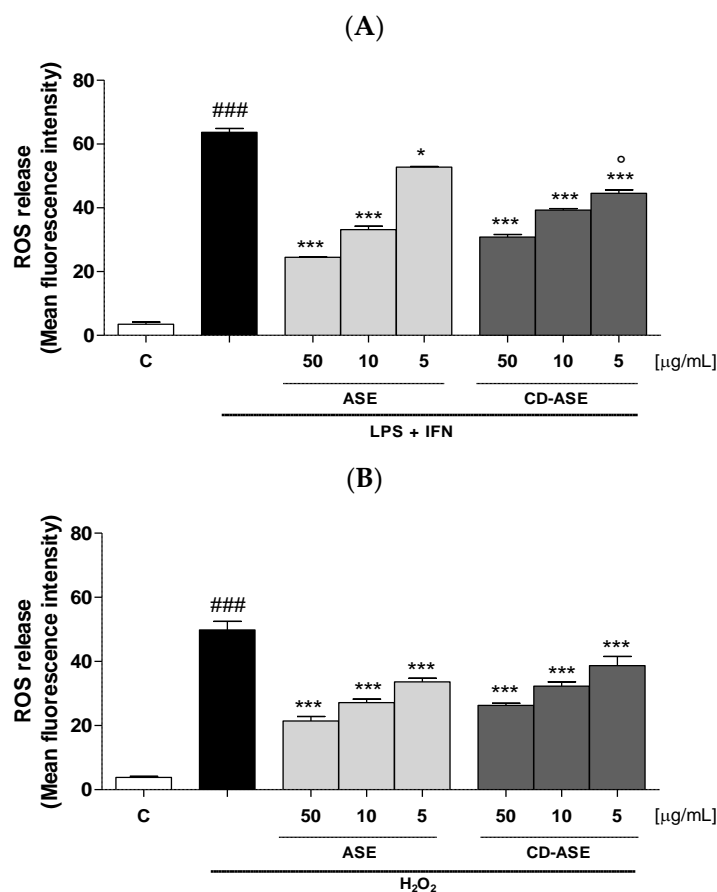 (A)
ROS release
(Mean fluorescence intensity)
80
60
40
20
0
###
*** *** * *** *** ***
°
C 50 10 5 50 10 5 [μg/mL]
ASE CD-ASE
LPS + IFN
(B)
ROS release
(Mean fluorescence intensity)
80
60
40
20
0
###
*** *** *** *** *** ***
C 50 10 5 50 10 5 [μg/mL]
ASE CD-ASE
H₂O₂